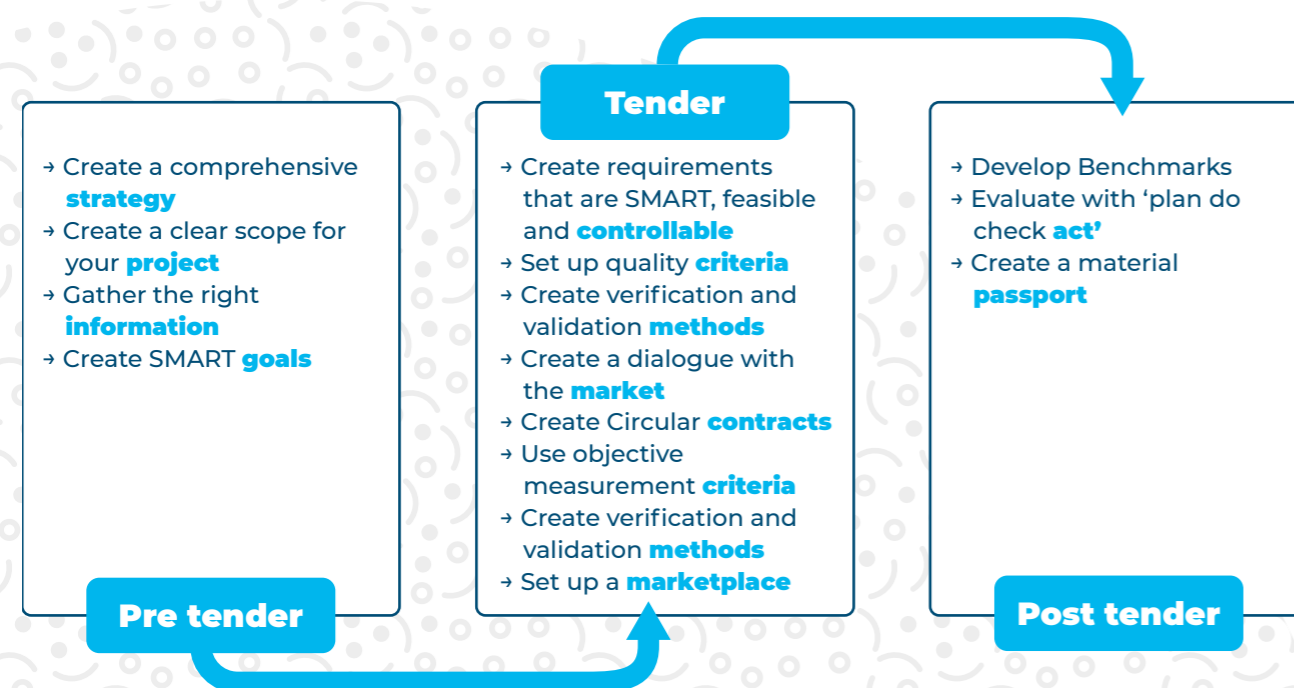 → Create a comprehensive
strategy
→ Create a clear scope for
your project
→ Gather the right
information
→ Create SMART goals
Pre tender
Tender
→ Create requirements
that are SMART, feasible
and controllable
→ Set up quality criteria
→ Create verification and
validation methods
→ Create a dialogue with
the market
→ Create Circular contracts
→ Use objective
measurement criteria
→ Create verification and
validation methods
→ Set up a marketplace
→ Develop Benchmarks
→ Evaluate with ‘plan do
check act’
→ Create a material
passport
Post tender